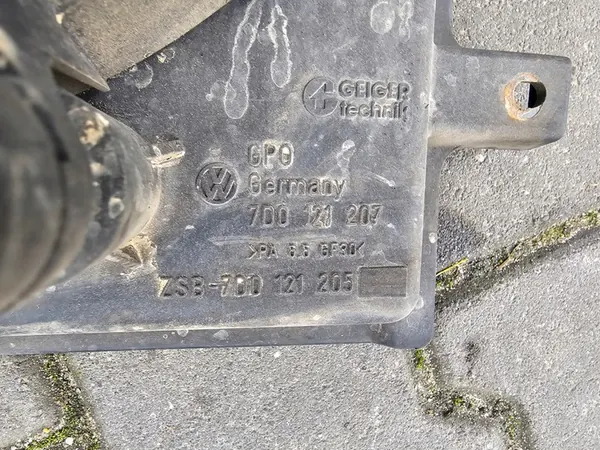 GEIGER
technik
GPO
Germany
7D0 121 207
>PA 6.6 GF30<
ZSB-7D0 121 205